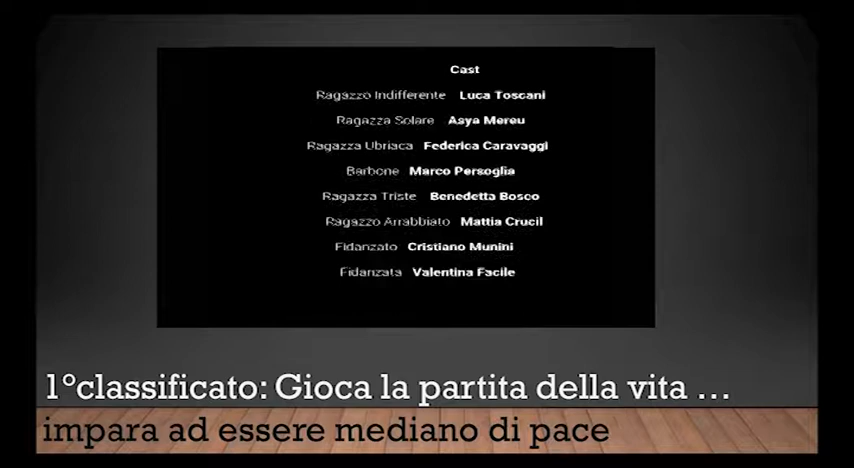 Cast
Ragazzo Indifferente Luca Toscani
Ragazza Solare Asya Mereu
Ragazza Ubriaca Federica Caravaggi
Barbone Marco Persoglia
Ragazza Triste Benedetta Bosco
Ragazzo Arrabbiato Mattia Crucil
Fidanzato Cristiano Munini
Fidanzata Valentina Facile
1°classificato: Gioca la partita della vita ...
impara ad essere mediano di pace